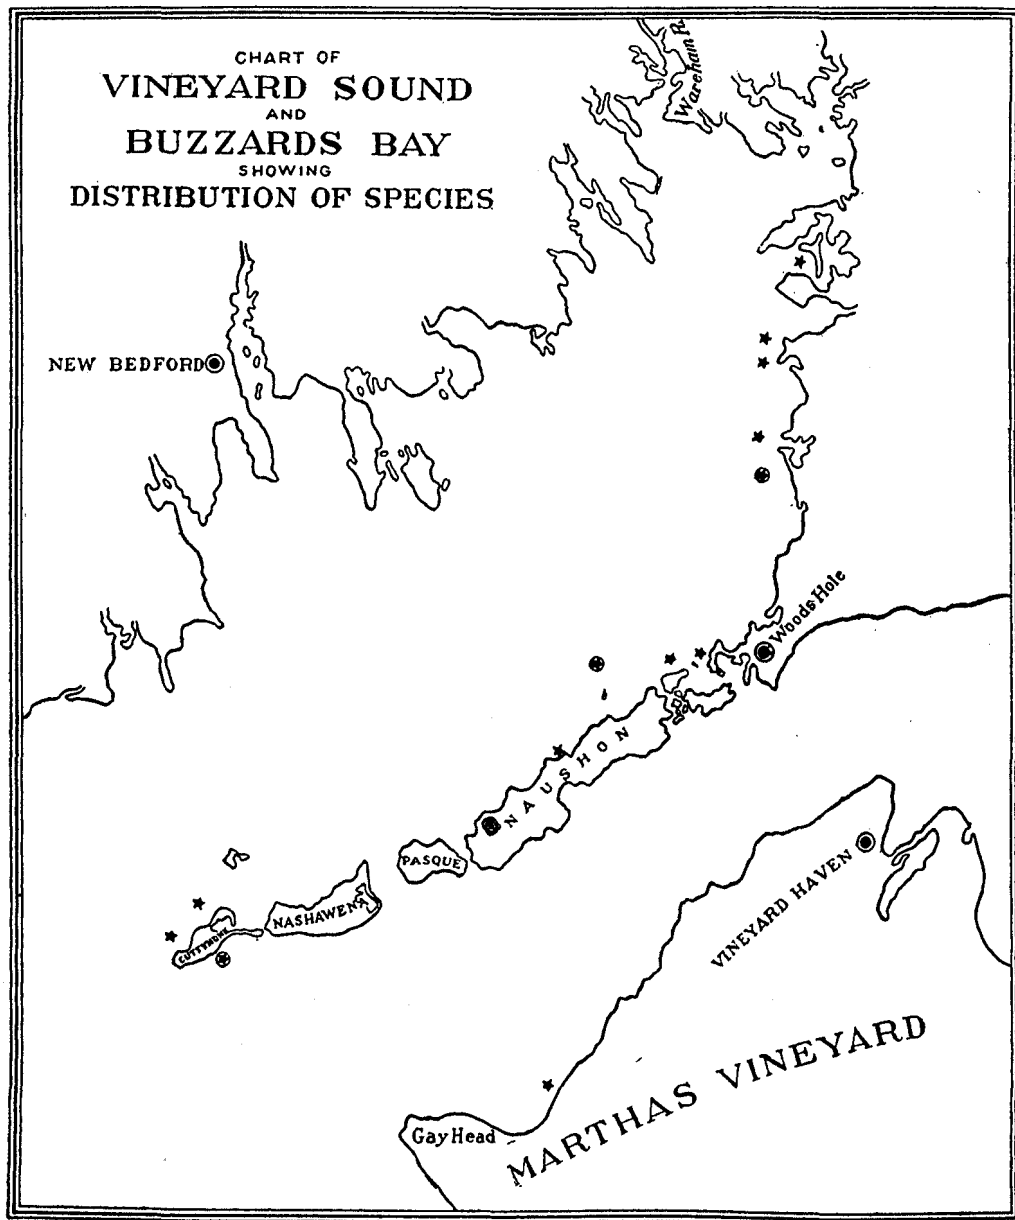 CHART OF
VINEYARD SOUND
AND
BUZZARDS BAY
SHOWING
DISTRIBUTION OF SPECIES
Wareham R.
NEW BEDFORD
Woods Hole
NAUSHON
PASQUE
NASHAWENA
CUTTYHUNK
VINEYARD HAVEN
MARTHAS VINEYARD
Gay Head